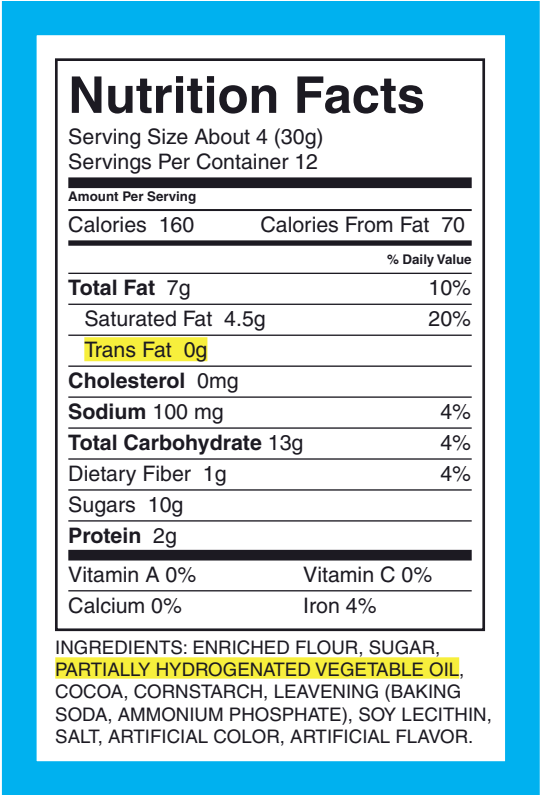 Nutrition Facts
Serving Size About 4 (30g)
Servings Per Container 12
Amount Per Serving
Calories 160 Calories From Fat 70
% Daily Value
Total Fat 7g 10%
Saturated Fat 4.5g 20%
Trans Fat 0g
Cholesterol 0mg
Sodium 100 mg 4%
Total Carbohydrate 13g 4%
Dietary Fiber 1g 4%
Sugars 10g
Protein 2g
Vitamin A 0% Vitamin C 0%
Calcium 0% Iron 4%
INGREDIENTS: ENRICHED FLOUR, SUGAR,
PARTIALLY HYDROGENATED VEGETABLE OIL,
COCOA, CORNSTARCH, LEAVENING (BAKING
SODA, AMMONIUM PHOSPHATE), SOY LECITHIN,
SALT, ARTIFICIAL COLOR, ARTIFICIAL FLAVOR.